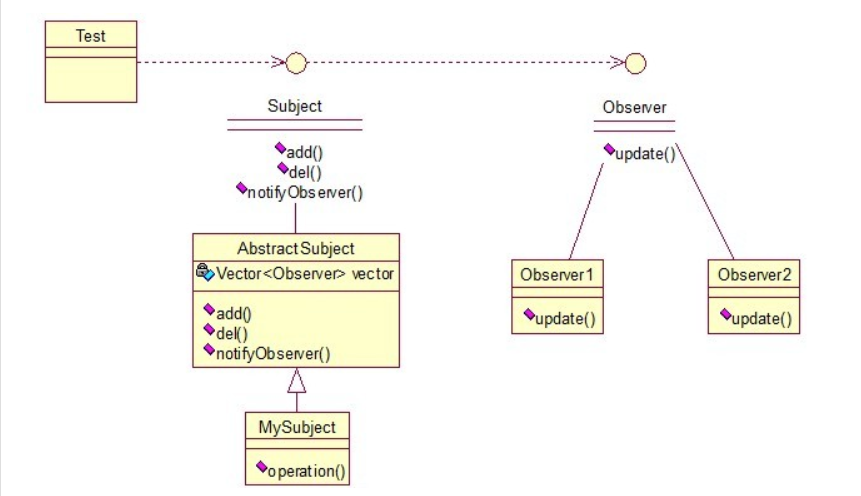 Test
Subject
add()
del()
notifyObserver()
Observer
update()
AbstractSubject
Vector<Observer> vector
add()
del()
notifyObserver()
Observer1
update()
Observer2
update()
MySubject
operation()